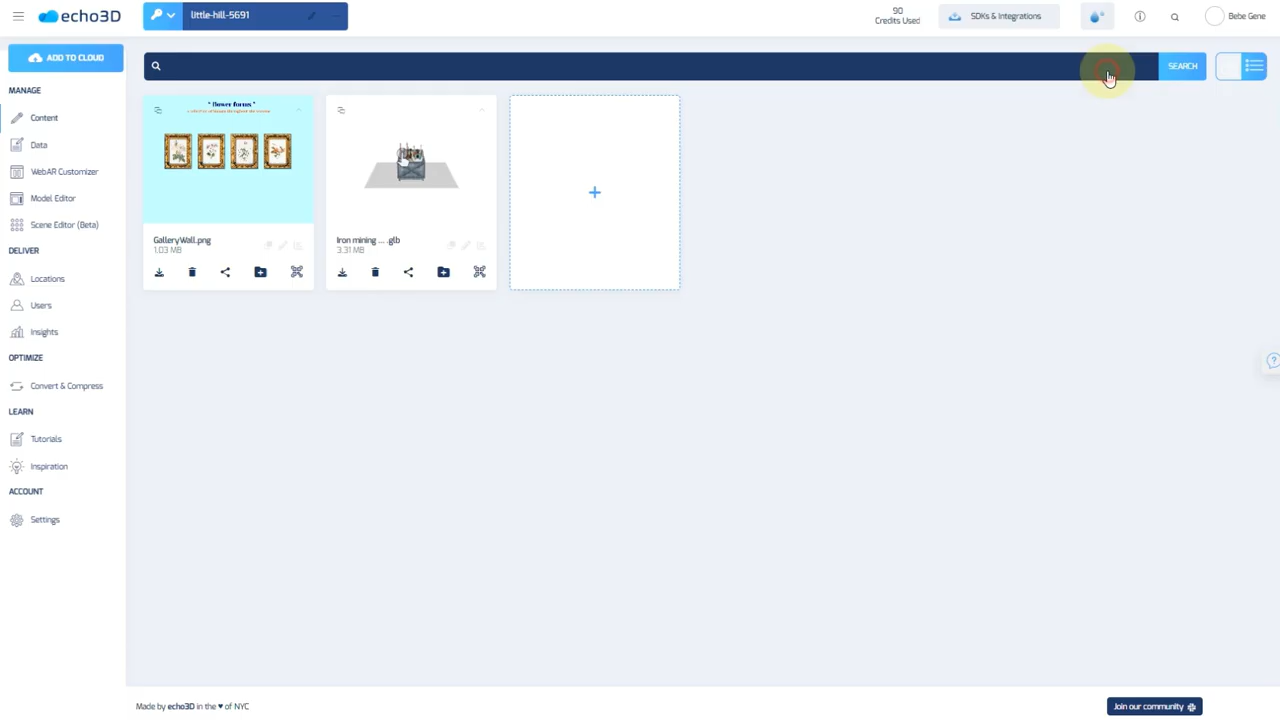 echo3D
little-hill-5691
90
Credits Used
SDKs & Integrations
Bebe Gene
ADD TO CLOUD
SEARCH
MANAGE
Content
Data
WebAR Customizer
Model Editor
Scene Editor (Beta)
DELIVER
Locations
Users
Insights
OPTIMIZE
Convert & Compress
LEARN
Tutorials
Inspiration
ACCOUNT
Settings
" flower focus "
GalleryWall.png
1.03 MB
Iron mining ... .glb
3.31 MB
+
Made by echo3D in the ♥ of NYC
Join our community